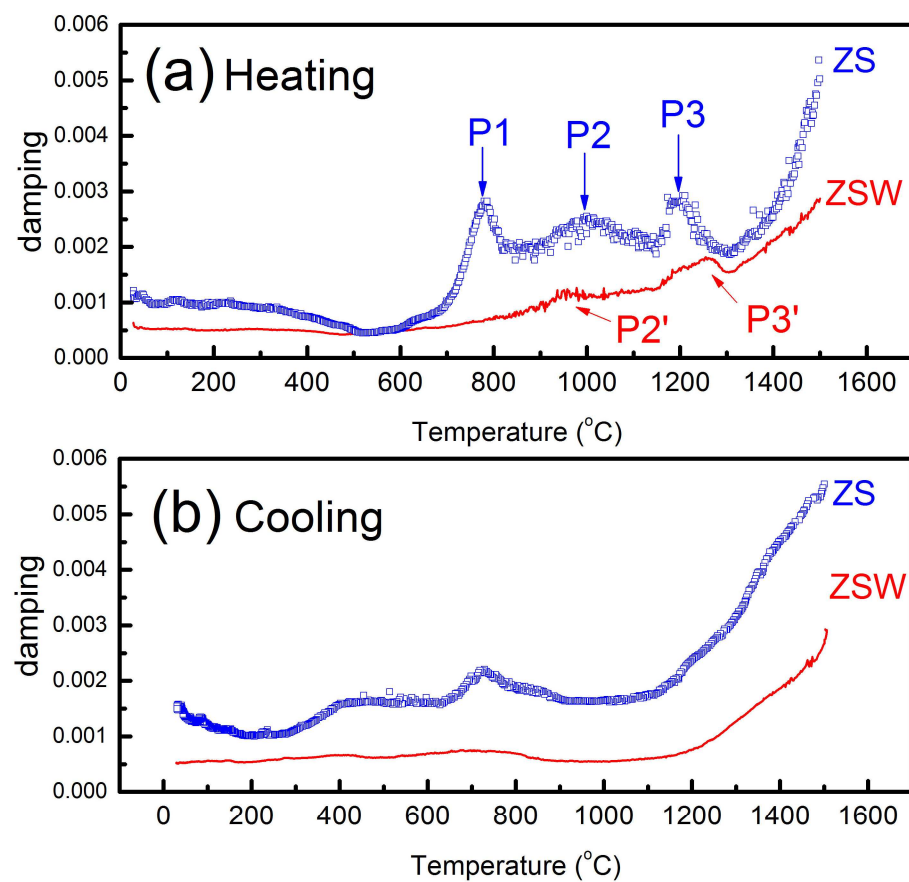 0.006
(a) Heating
ZS
0.005
P1
P2
P3
0.004
0.003
ZSW
0.002
0.001
P2'
P3'
0.000
damping
0 200 400 600 800 1000 1200 1400 1600
Temperature (°C)
0.006
(b) Cooling
ZS
0.005
0.004
ZSW
0.003
0.002
0.001
0.000
damping
0 200 400 600 800 1000 1200 1400 1600
Temperature (°C)